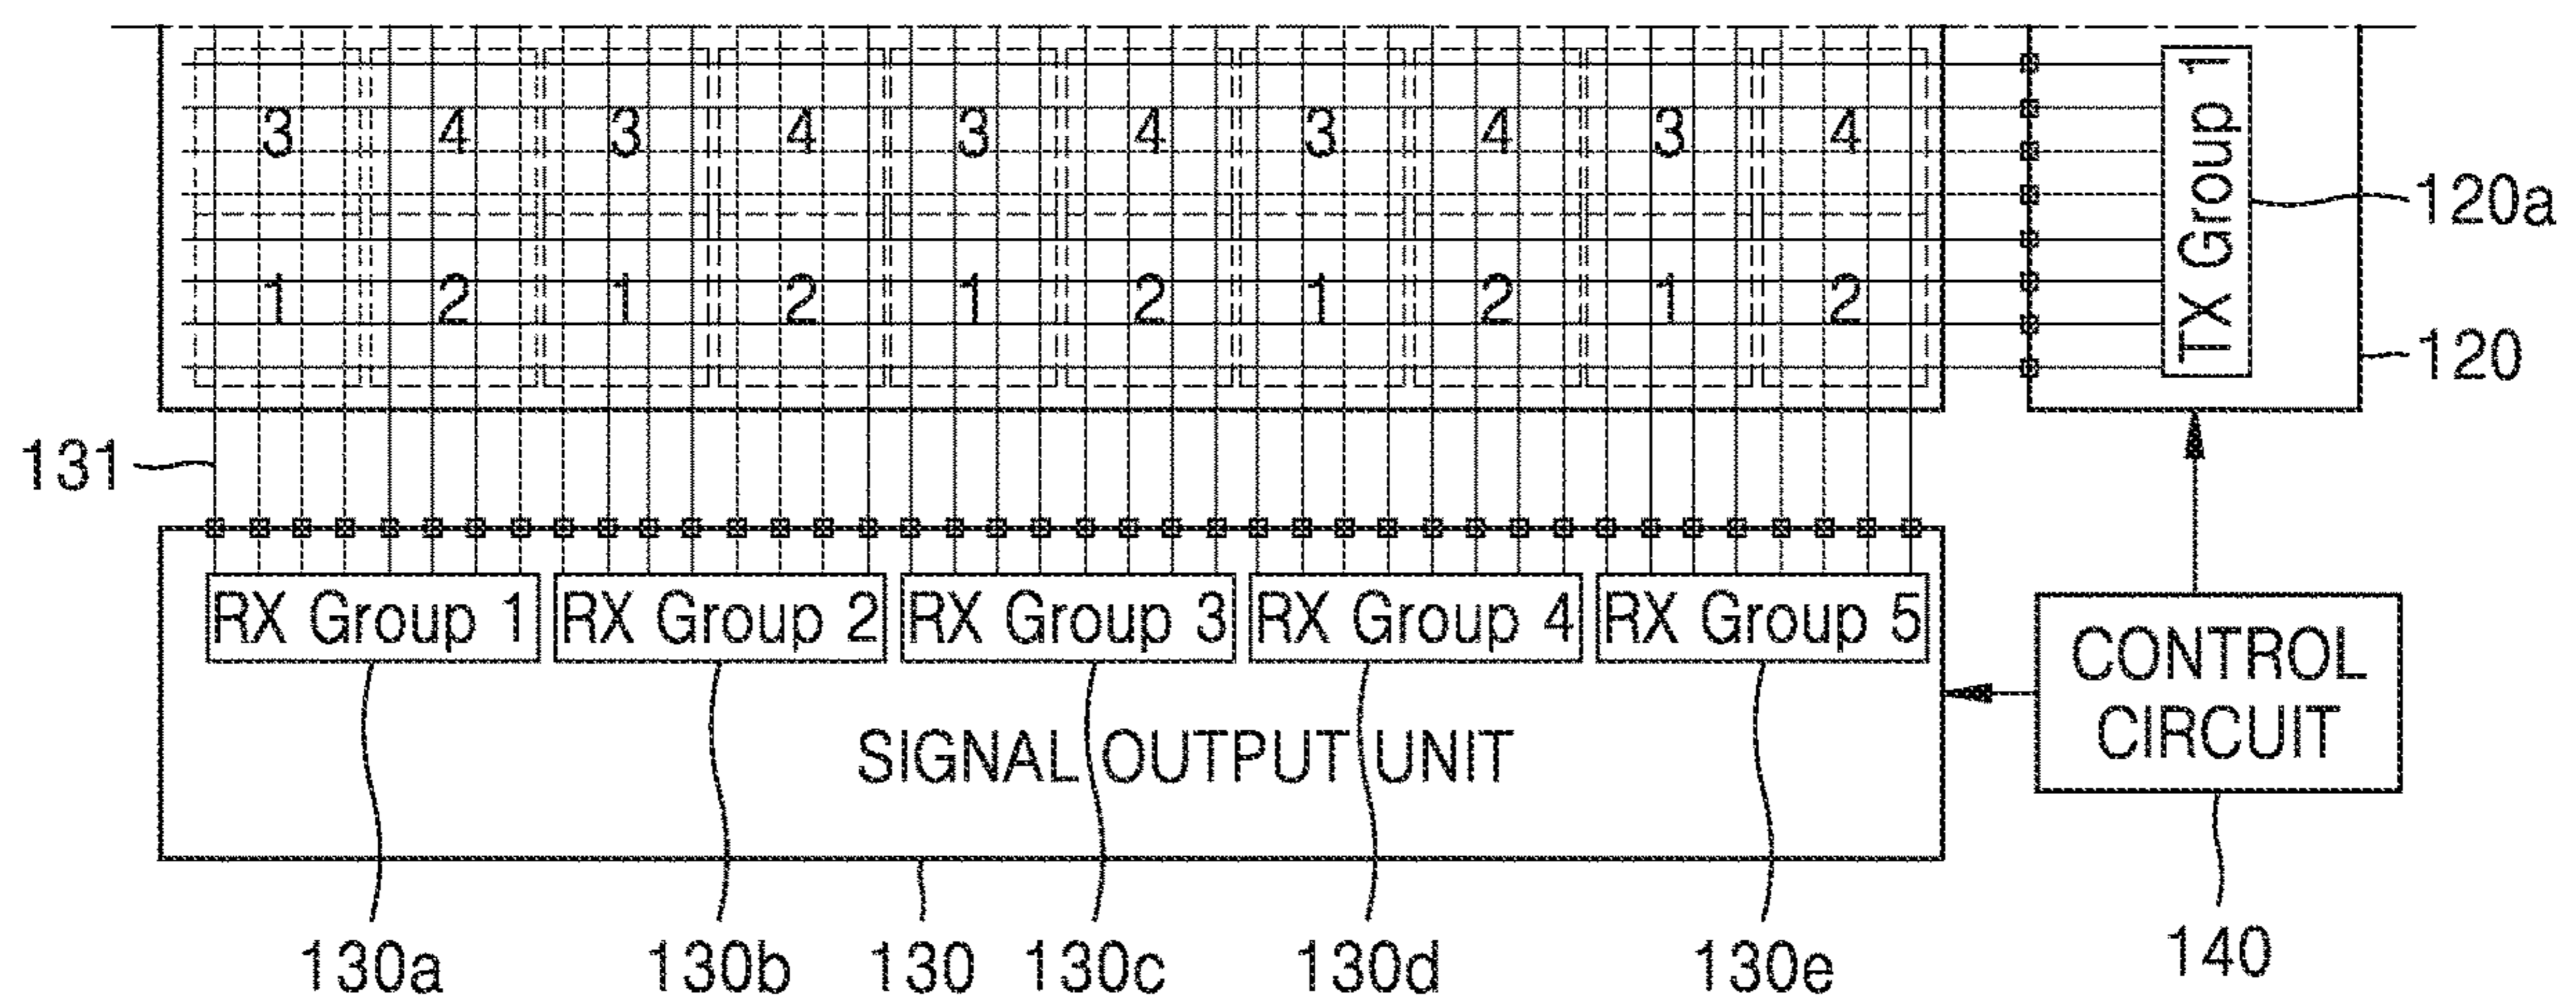 3 4 3 4 3 4 3 4 3 4
TX Group 1
120a
1 2 1 2 1 2 1 2 1 2
120
131
RX Group 1 RX Group 2 RX Group 3 RX Group 4 RX Group 5
CONTROL
CIRCUIT
SIGNAL OUTPUT UNIT
130a 130b 130 130c 130d 130e 140